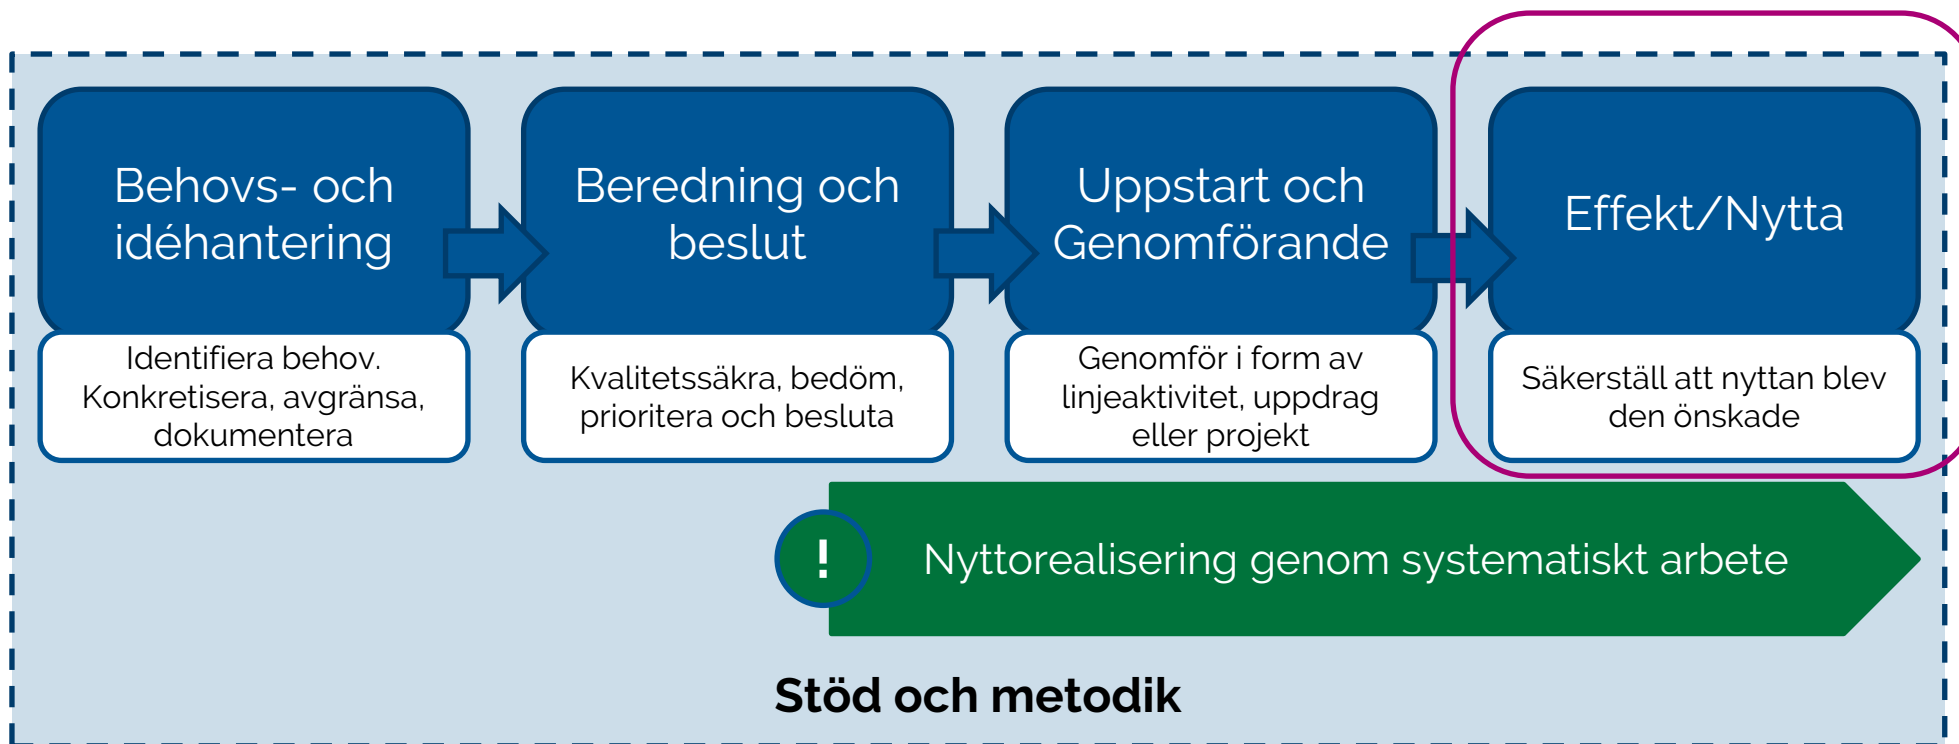 Behovs- och
idéhantering
Identifiera behov.
Konkretisera, avgränsa,
dokumentera
Beredning och
beslut
Kvalitetssäkra, bedöm,
prioritera och besluta
Uppstart och
Genomförande
Genomför i form av
linjeaktivitet, uppdrag
eller projekt
Effekt/Nytta
Säkerställ att nyttan blev
den önskade
!
Nyttorealisering genom systematiskt arbete
Stöd och metodik